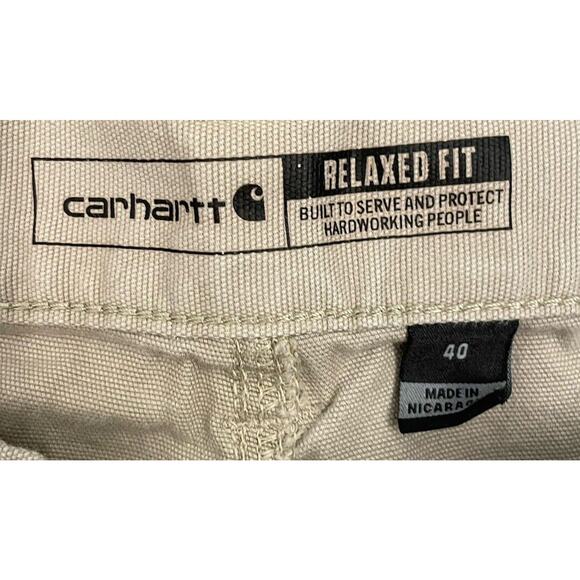 carhartt
RELAXED FIT
BUILT TO SERVE AND PROTECT
HARDWORKING PEOPLE
40
MADE IN